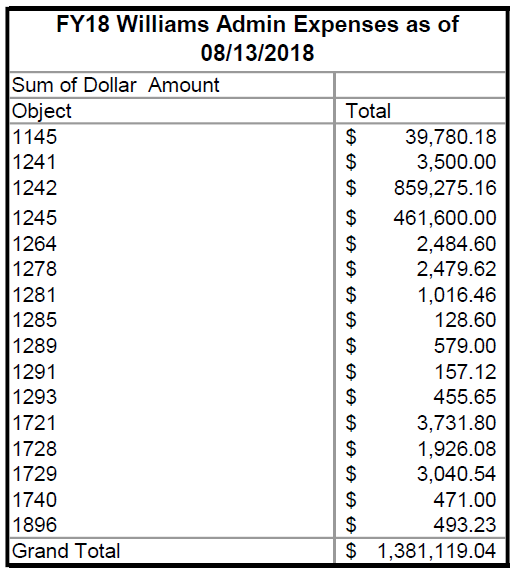 FY18 Williams Admin Expenses as of
08/13/2018
Sum of Dollar  Amount
Object Total
1145 $ 39,780.18
1241 $ 3,500.00
1242 $ 859,275.16
1245 $ 461,600.00
1264 $ 2,484.60
1278 $ 2,479.62
1281 $ 1,016.46
1285 $ 128.60
1289 $ 579.00
1291 $ 157.12
1293 $ 455.65
1721 $ 3,731.80
1728 $ 1,926.08
1729 $ 3,040.54
1740 $ 471.00
1896 $ 493.23
Grand Total $ 1,381,119.04